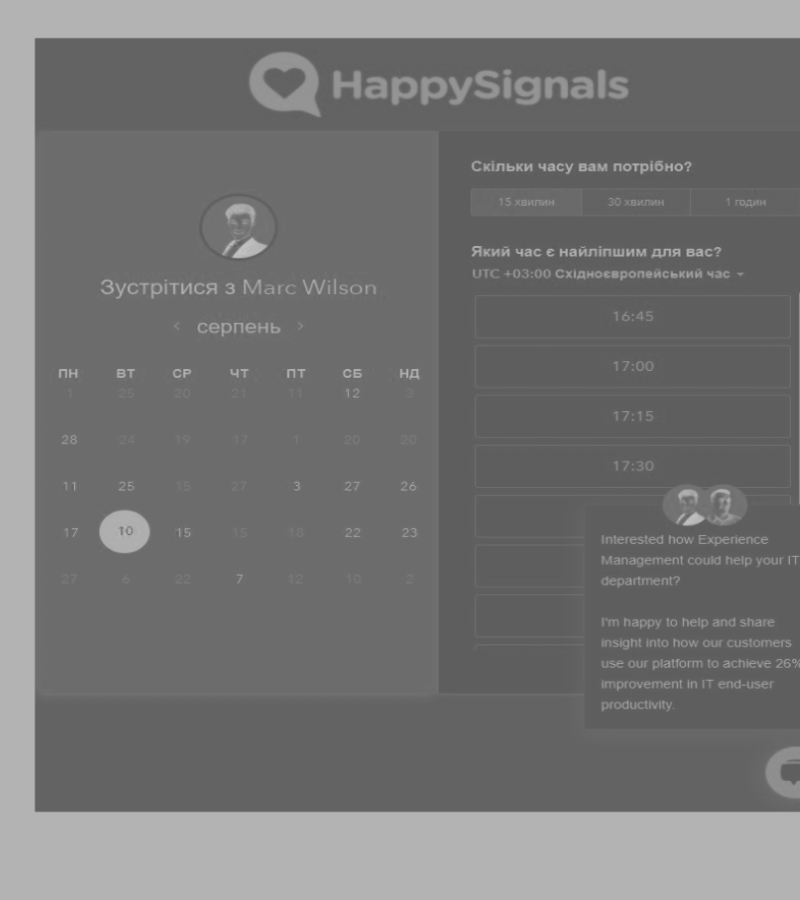 HappySignals
Зустрітися з Marc Wilson
серпень
ПН ВТ СР ЧТ ПТ СБ НД
1 25 20 21 11 12 3
28 24 19 17 1 20 20
11 25 15 27 3 27 26
17 10 15 15 18 22 23
27 6 22 7 12 10 2
Скільки часу вам потрібно?
15 хвилин 30 хвилин 1 годин
Який час є найліпшим для вас?
UTC +03:00 Східноєвропейський час
16:45
17:00
17:15
17:30
Interested how Experience
Management could help your IT
department?
I'm happy to help and share
insight into how our customers
use our platform to achieve 26%
improvement in IT end-user
productivity.